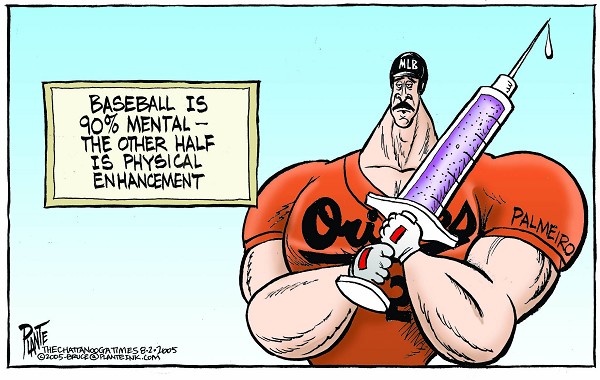 MLB
BASEBALL IS
90% MENTAL—
THE OTHER HALF
IS PHYSICAL
ENHANCEMENT
PALMEIRO
2
PLANTE
THE CHATTANOOGA TIMES 8-2-2005
©2005-BRUCE@PLANTEINK.COM